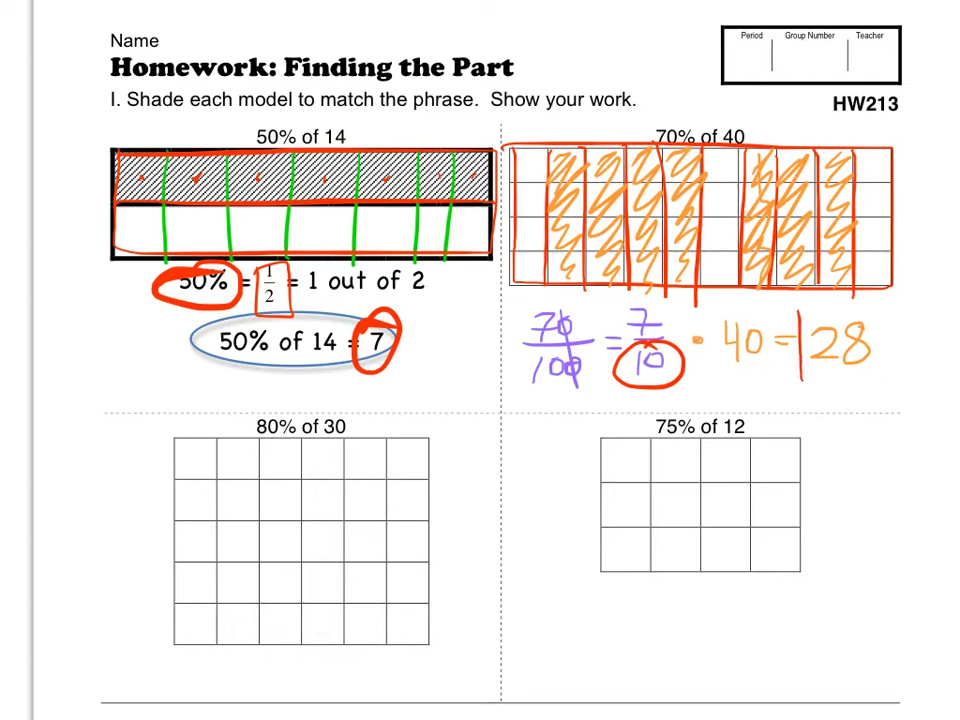 Name
Period Group Number Teacher
Homework: Finding the Part
I. Shade each model to match the phrase. Show your work.
HW213
50% of 14
50% = 1/2 = 1 out of 2
50% of 14 = 7
70% of 40
70/100 = 7/10 · 40 = 28
80% of 30
75% of 12